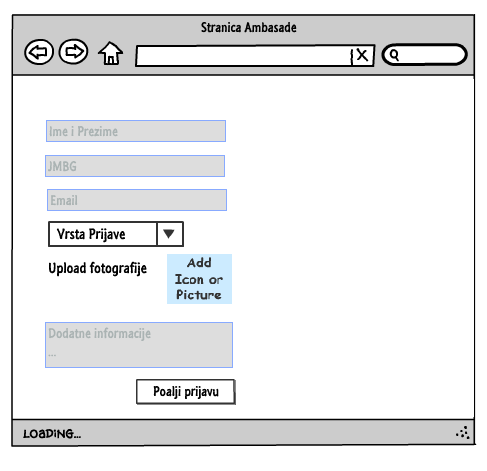 Stranica Ambasade
Ime i Prezime
JMBG
Email
Vrsta Prijave
Upload fotografije
Add
Icon or
Picture
Dodatne informacije
...
Poalji prijavu
LOADING...